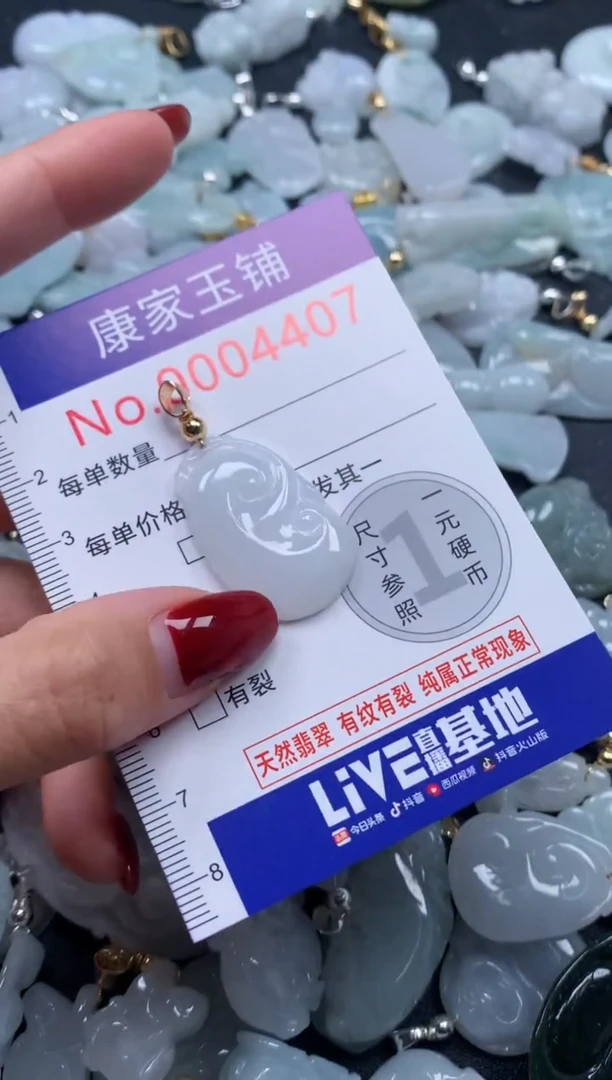 康家玉铺
No.0004407
每单数量
每单价格
发其一
1
2
3
尺寸参照
1
一元硬币
有裂
天然翡翠 有纹有裂 纯属正常现象
6
7
8
LiVE直播基地
今日头条 抖音 西瓜视频 抖音火山版